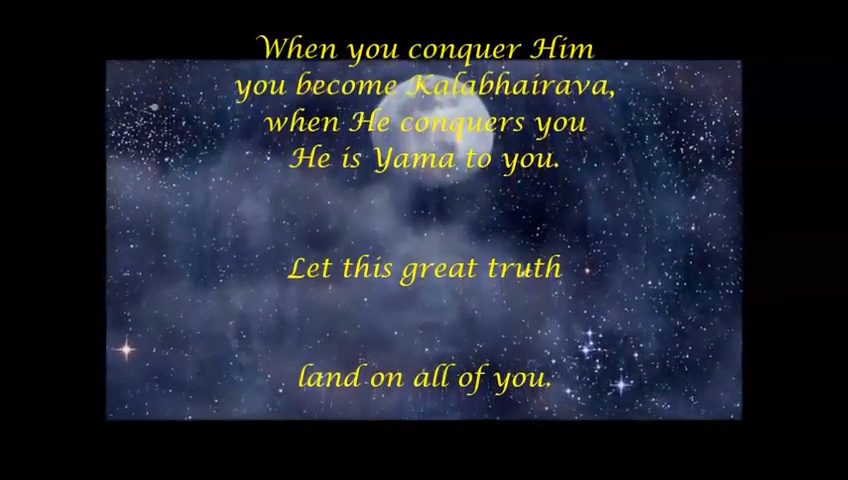 When you conquer Him
you become Kalabhairava,
when He conquers you
He is Yama to you.
Let this great truth
land on all of you.